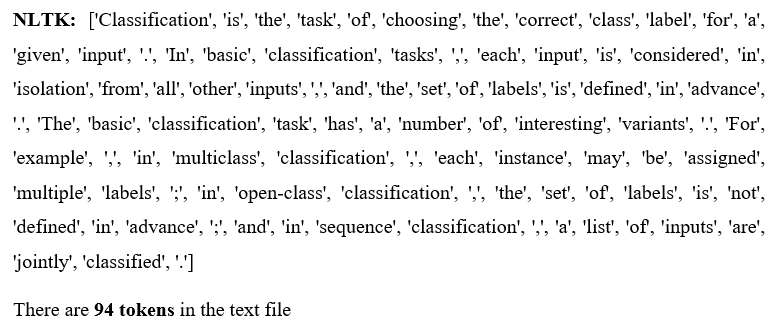 NLTK: ['Classification', 'is', 'the', 'task', 'of', 'choosing', 'the', 'correct', 'class', 'label', 'for', 'a',
'given', 'input', '.', 'In', 'basic', 'classification', 'tasks', ',', 'each', 'input', 'is', 'considered', 'in',
'isolation', 'from', 'all', 'other', 'inputs', ',', 'and', 'the', 'set', 'of', 'labels', 'is', 'defined', 'in', 'advance',
'.', 'The', 'basic', 'classification', 'task', 'has', 'a', 'number', 'of', 'interesting', 'variants', '.', 'For',
'example', ',', 'in', 'multiclass', 'classification', ',', 'each', 'instance', 'may', 'be', 'assigned',
'multiple', 'labels', ';', 'in', 'open-class', 'classification', ',', 'the', 'set', 'of', 'labels', 'is', 'not',
'defined', 'in', 'advance', ';', 'and', 'in', 'sequence', 'classification', ',', 'a', 'list', 'of', 'inputs', 'are',
'jointly', 'classified', '.']
There are 94 tokens in the text file